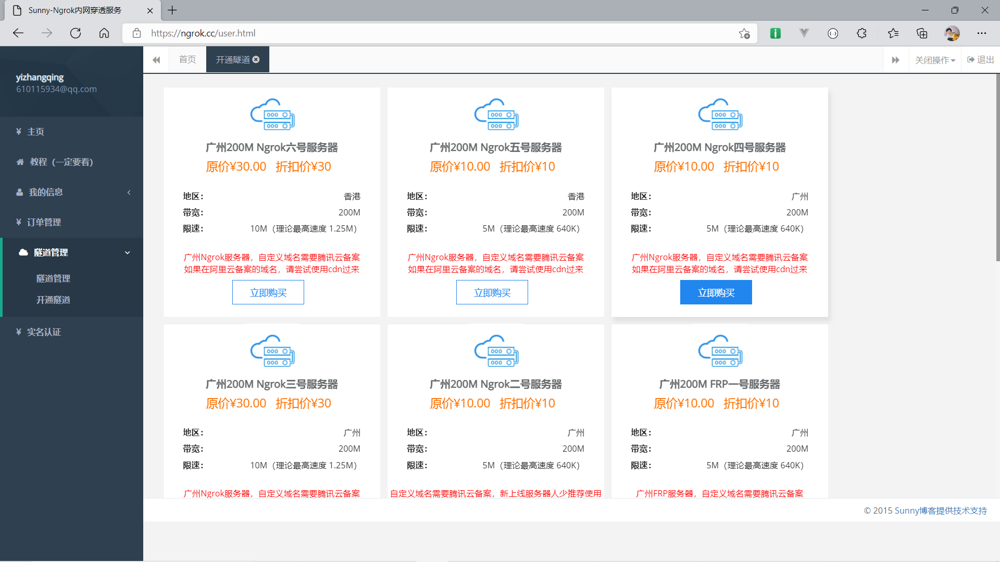 Sunny-Ngrok内网穿透服务
https://ngrok.cc/user.html
yizhangqing
610115934@qq.com
¥ 主页
教程（一定要看）
我的信息
¥ 订单管理
隧道管理
隧道管理
开通隧道
¥ 实名认证
首页
开通隧道
关闭操作
退出
广州200M Ngrok六号服务器
原价¥30.00 折扣价¥30
地区： 香港
带宽： 200M
限速： 10M（理论最高速度 1.25M）
广州Ngrok服务器，自定义域名需要腾讯云备案
如果在阿里云备案的域名，请尝试使用cdn过来
立即购买
广州200M Ngrok五号服务器
原价¥10.00 折扣价¥10
地区： 香港
带宽： 200M
限速： 5M（理论最高速度 640K）
广州Ngrok服务器，自定义域名需要腾讯云备案
如果在阿里云备案的域名，请尝试使用cdn过来
立即购买
广州200M Ngrok四号服务器
原价¥10.00 折扣价¥10
地区： 广州
带宽： 200M
限速： 5M（理论最高速度 640K）
广州Ngrok服务器，自定义域名需要腾讯云备案
如果在阿里云备案的域名，请尝试使用cdn过来
立即购买
广州200M Ngrok三号服务器
原价¥30.00 折扣价¥30
地区： 广州
带宽： 200M
限速： 10M（理论最高速度 1.25M）
广州Ngrok服务器，自定义域名需要腾讯云备案
广州200M Ngrok二号服务器
原价¥10.00 折扣价¥10
地区： 广州
带宽： 200M
限速： 5M（理论最高速度 640K）
自定义域名需要腾讯云备案，新上线服务器人少推荐使用
广州200M FRP一号服务器
原价¥10.00 折扣价¥10
地区： 广州
带宽： 200M
限速： 5M（理论最高速度 640K）
广州FRP服务器，自定义域名需要腾讯云备案
© 2015 Sunny博客提供技术支持